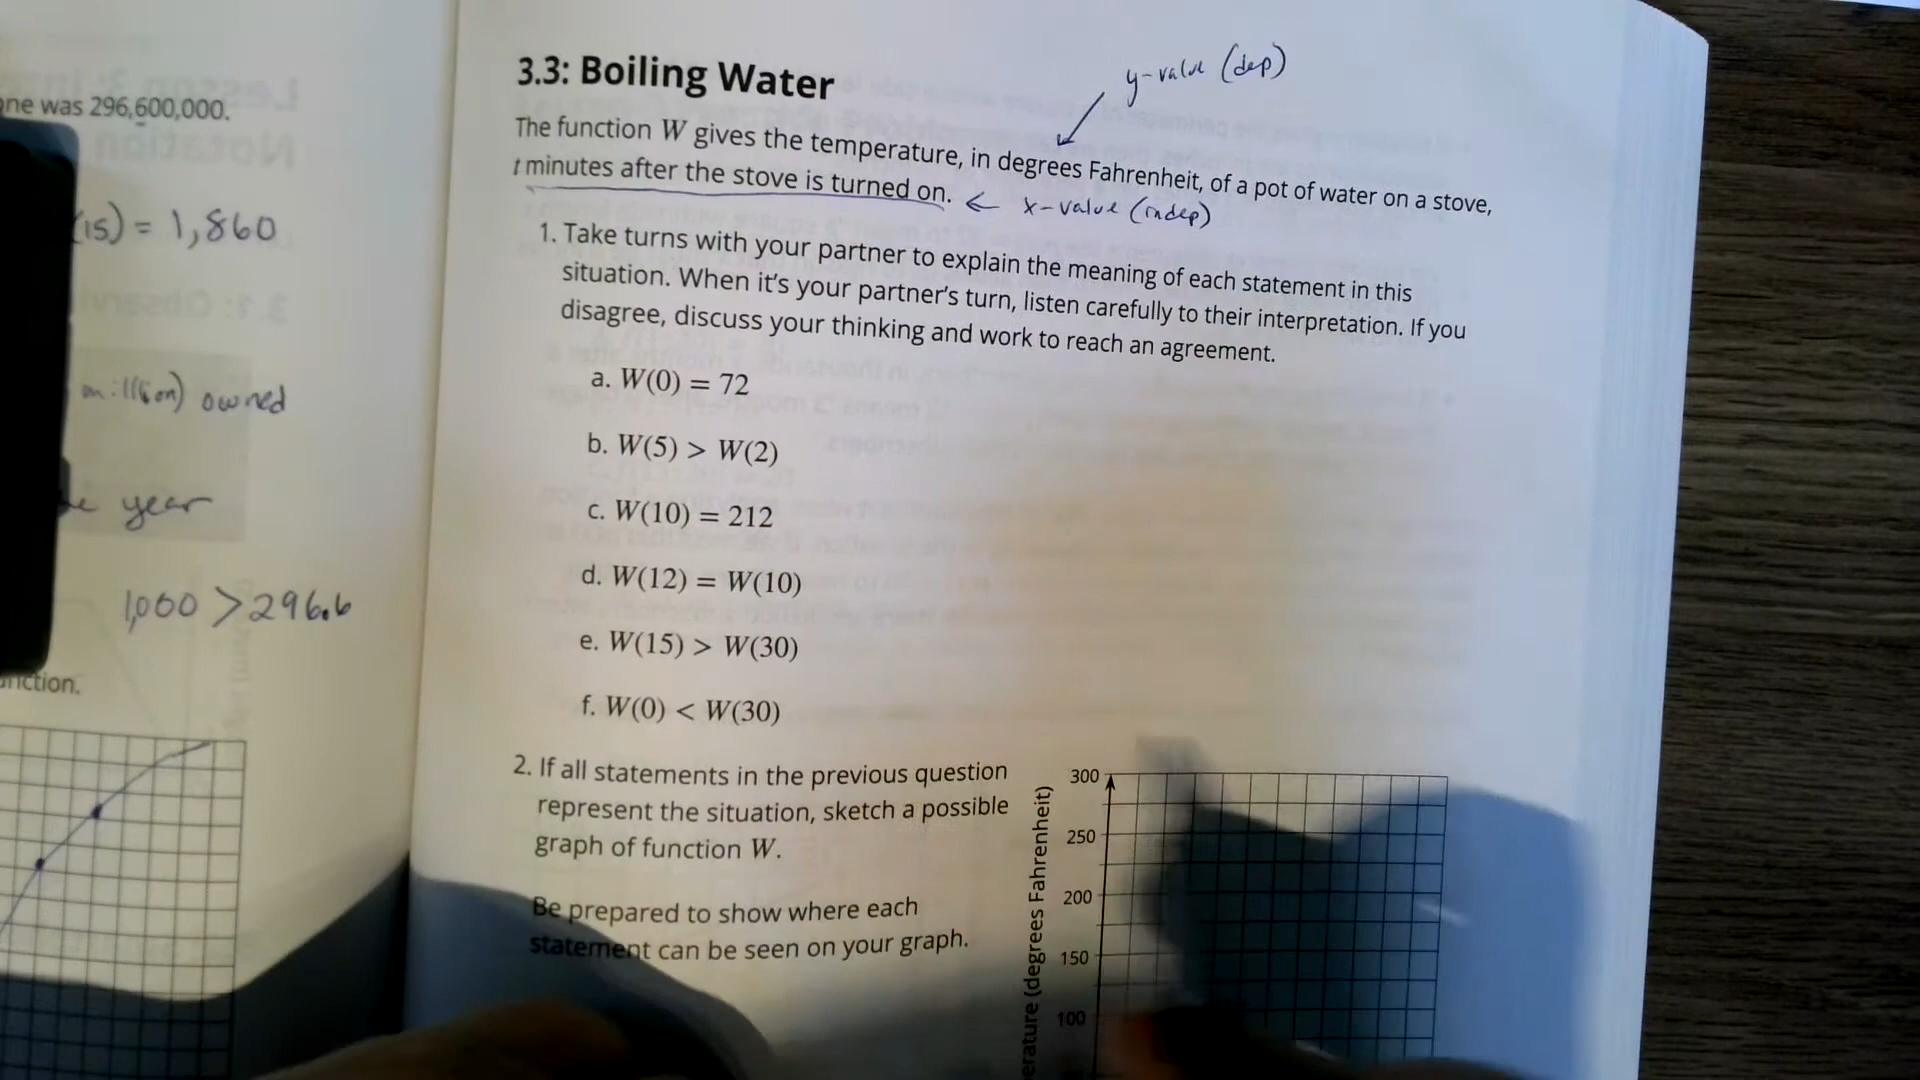 one was 296,600,000.
(15) = 1,860
million) owned
year
1,000 > 296.6
3.3: Boiling Water
y-value (dep)
The function W gives the temperature, in degrees Fahrenheit, of a pot of water on a stove,
t minutes after the stove is turned on. ← x-value (indep)
1. Take turns with your partner to explain the meaning of each statement in this
situation. When it's your partner's turn, listen carefully to their interpretation. If you
disagree, discuss your thinking and work to reach an agreement.
a. W(0) = 72
b. W(5) > W(2)
c. W(10) = 212
d. W(12) = W(10)
e. W(15) > W(30)
f. W(0) < W(30)
2. If all statements in the previous question
represent the situation, sketch a possible
graph of function W.
Be prepared to show where each
statement can be seen on your graph.
erature (degrees Fahrenheit)
300
250
200
150
100